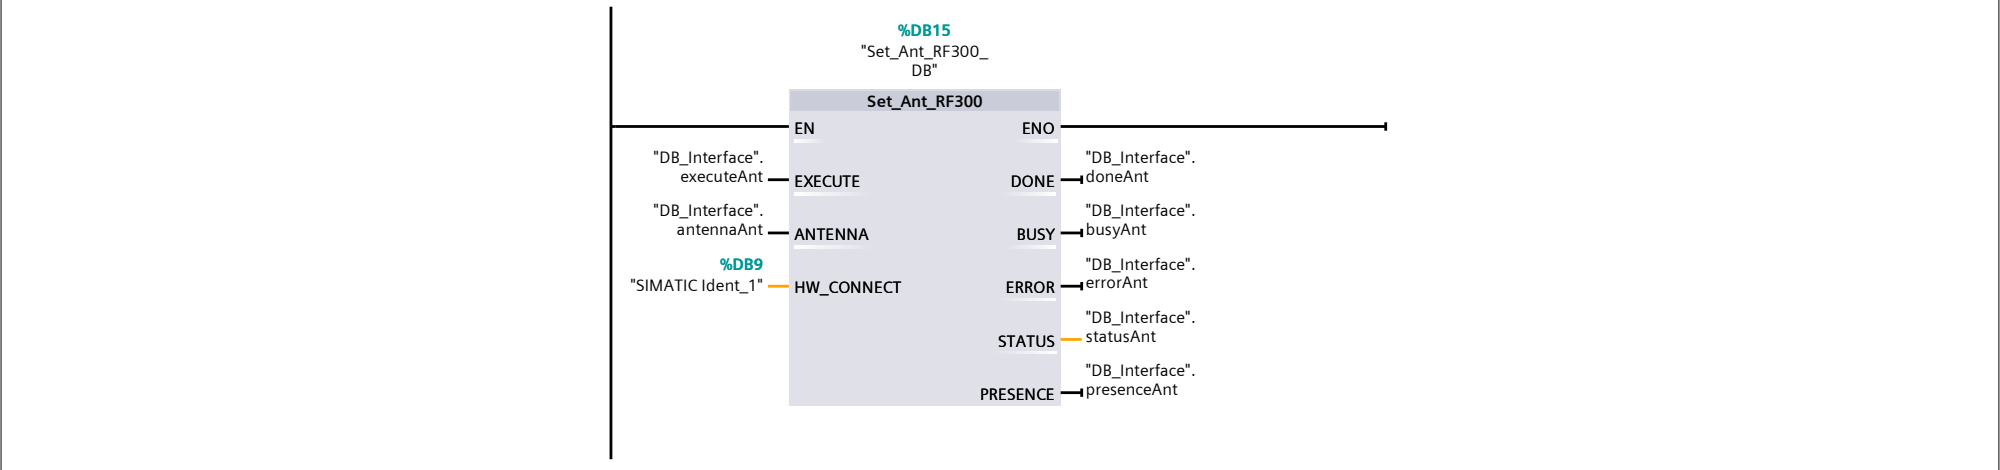 %DB15
"Set_Ant_RF300_
DB"
Set_Ant_RF300
EN
ENO
"DB_Interface".
executeAnt
EXECUTE
DONE
"DB_Interface".
doneAnt
"DB_Interface".
antennaAnt
ANTENNA
BUSY
"DB_Interface".
busyAnt
%DB9
"SIMATIC Ident_1"
HW_CONNECT
ERROR
"DB_Interface".
errorAnt
STATUS
"DB_Interface".
statusAnt
PRESENCE
"DB_Interface".
presenceAnt